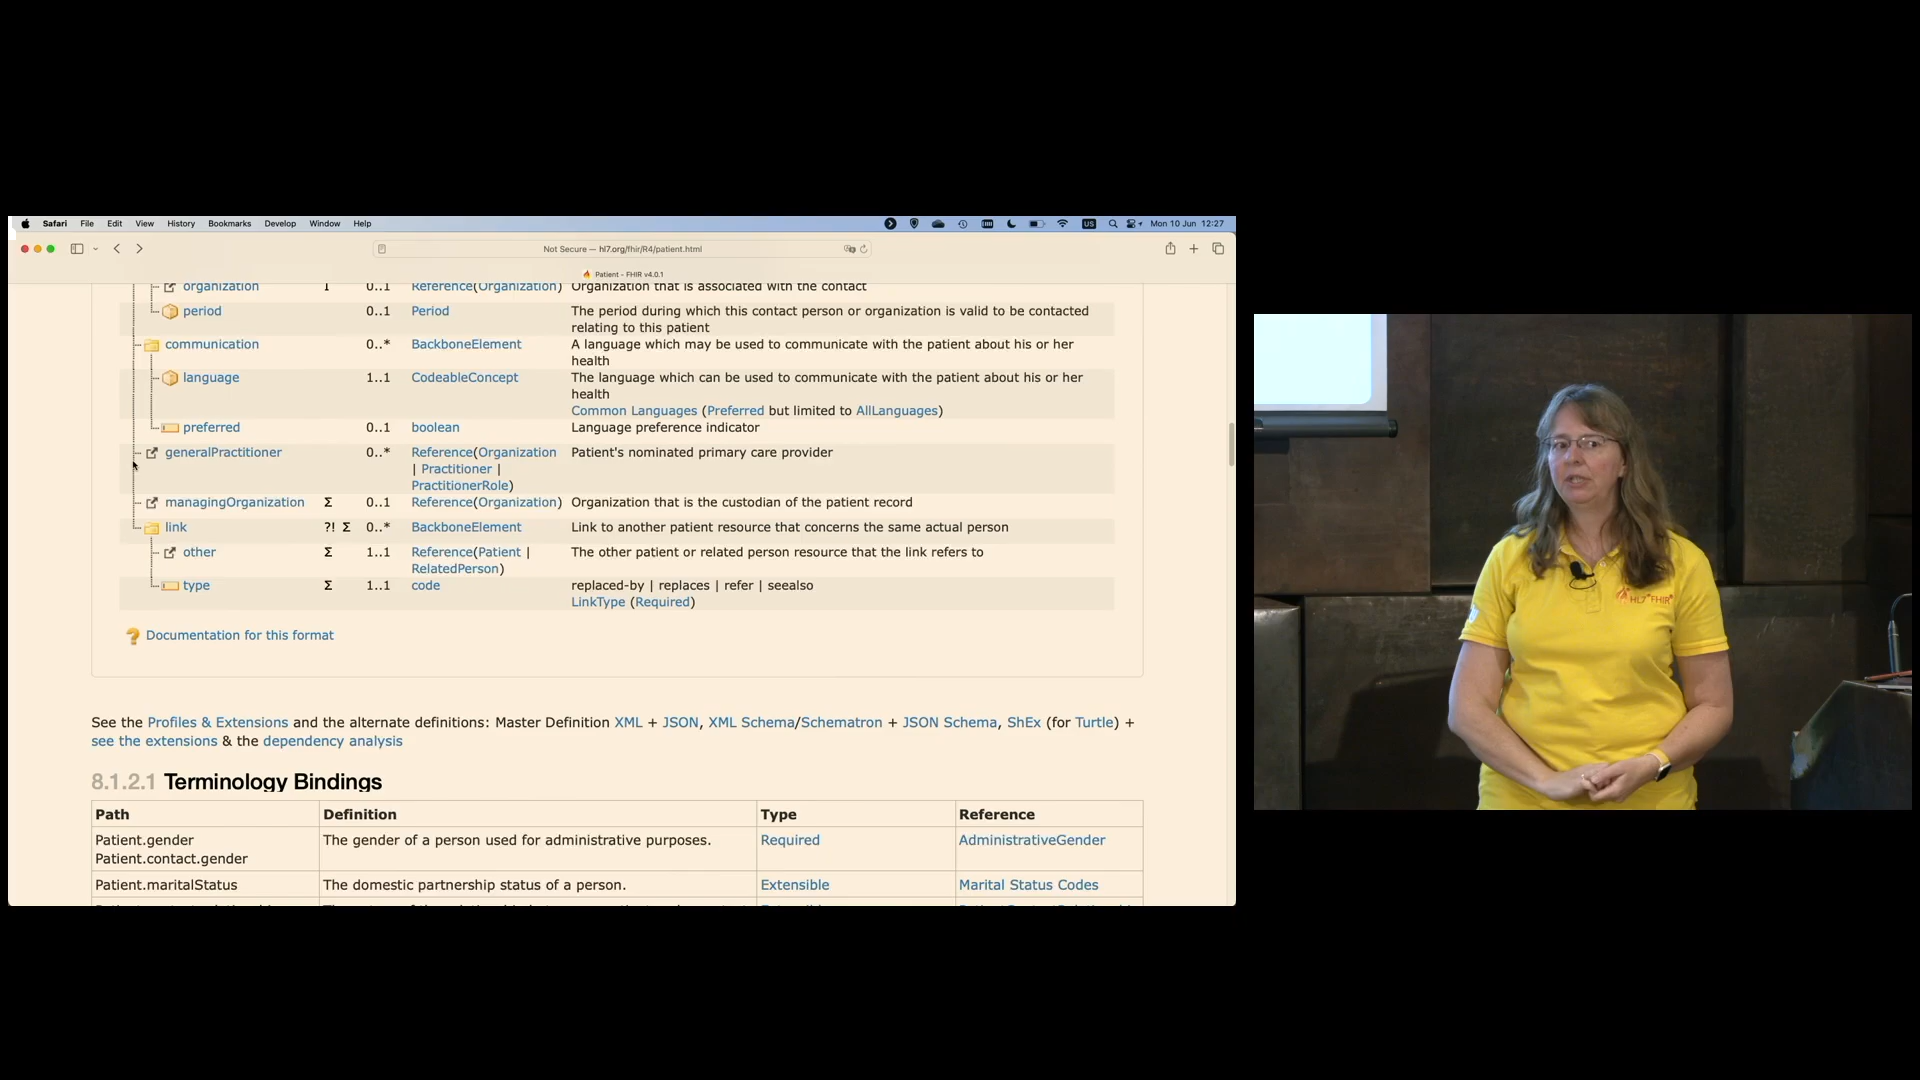 Safari File Edit View History Bookmarks Develop Window Help US Mon 10 Jun 12:27
Not Secure — hl7.org/fhir/R4/patient.html
Patient - FHIR v4.0.1
organization I 0..1 Reference(Organization) Organization that is associated with the contact
period 0..1 Period The period during which this contact person or organization is valid to be contacted
relating to this patient
communication 0..* BackboneElement A language which may be used to communicate with the patient about his or her
health
language 1..1 CodeableConcept The language which can be used to communicate with the patient about his or her
health
Common Languages (Preferred but limited to AllLanguages)
preferred 0..1 boolean Language preference indicator
generalPractitioner 0..* Reference(Organization Patient's nominated primary care provider
| Practitioner |
PractitionerRole)
managingOrganization Σ 0..1 Reference(Organization) Organization that is the custodian of the patient record
link ?! Σ 0..* BackboneElement Link to another patient resource that concerns the same actual person
other Σ 1..1 Reference(Patient | The other patient or related person resource that the link refers to
RelatedPerson)
type Σ 1..1 code replaced-by | replaces | refer | seealso
LinkType (Required)
Documentation for this format
See the Profiles & Extensions and the alternate definitions: Master Definition XML + JSON, XML Schema/Schematron + JSON Schema, ShEx (for Turtle) +
see the extensions & the dependency analysis
8.1.2.1 Terminology Bindings
Path Definition Type Reference
Patient.gender The gender of a person used for administrative purposes. Required AdministrativeGender
Patient.contact.gender
Patient.maritalStatus The domestic partnership status of a person. Extensible Marital Status Codes
HL7 FHIR